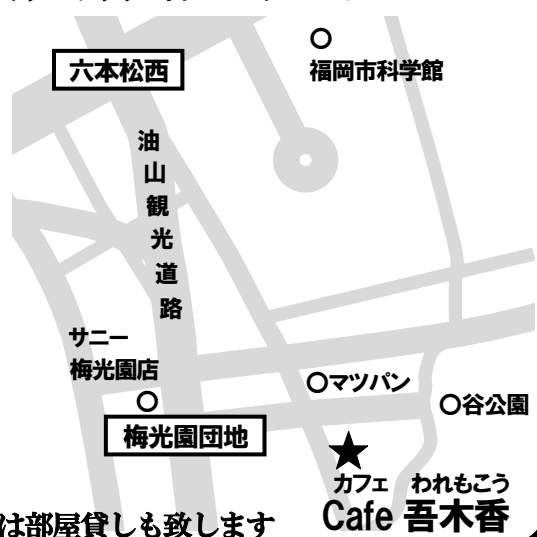 福岡市科学館
六本松西
油山観光道路
サニー
梅光園店
マツパン
谷公園
梅光園団地
カフェ われもこう
Cafe 吾木香
は部屋貸しも致します